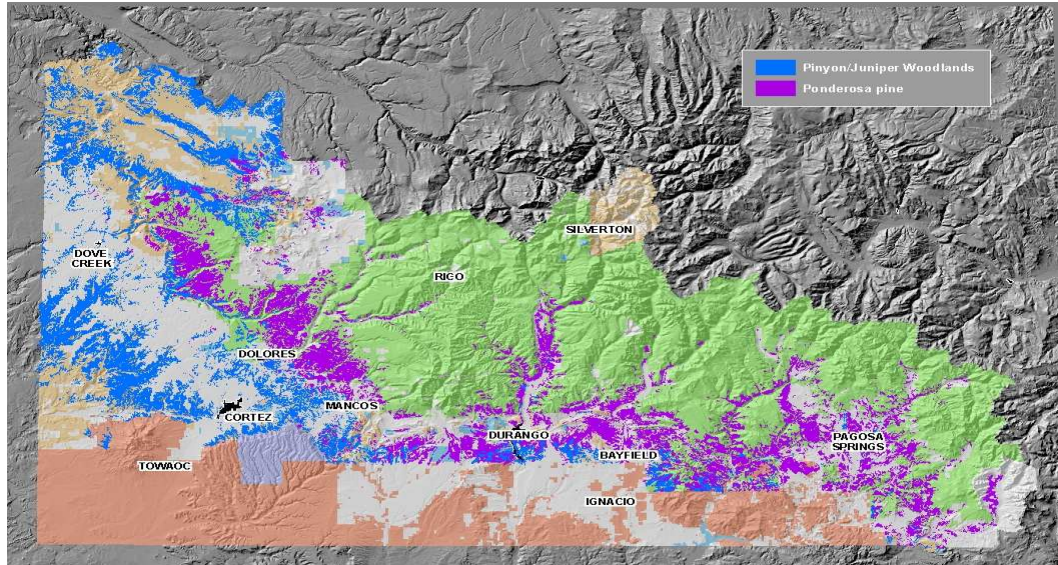 Pinyon/Juniper Woodlands
Ponderosa pine
SILVERTON
DOVE
CREEK
RICO
DOLORES
MANCOS
CORTEZ
DURANGO
PAGOSA
SPRINGS
BAYFIELD
TOWAOC
IGNACIO